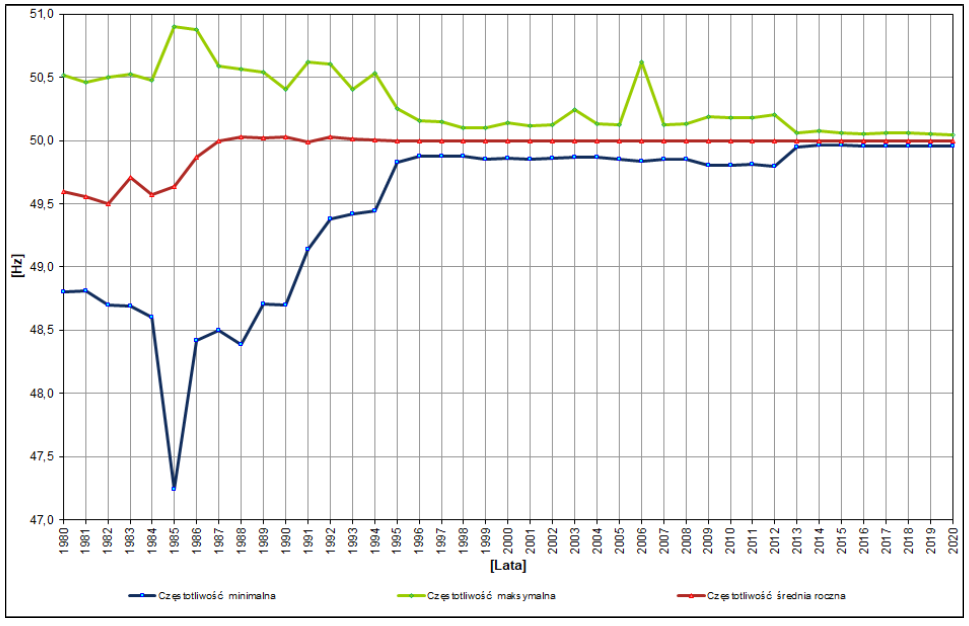 51,0
50,5
50,0
49,5
49,0
48,5
48,0
47,5
47,0
[Hz]
1980 1981 1982 1983 1984 1985 1986 1987 1988 1989 1990 1991 1992 1993 1994 1995 1996 1997 1998 1999 2000 2001 2002 2003 2004 2005 2006 2007 2008 2009 2010 2011 2012 2013 2014 2015 2016 2017 2018 2019 2020
[Lata]
Częstotliwość minimalna Częstotliwość maksymalna Częstotliwość średnia roczna